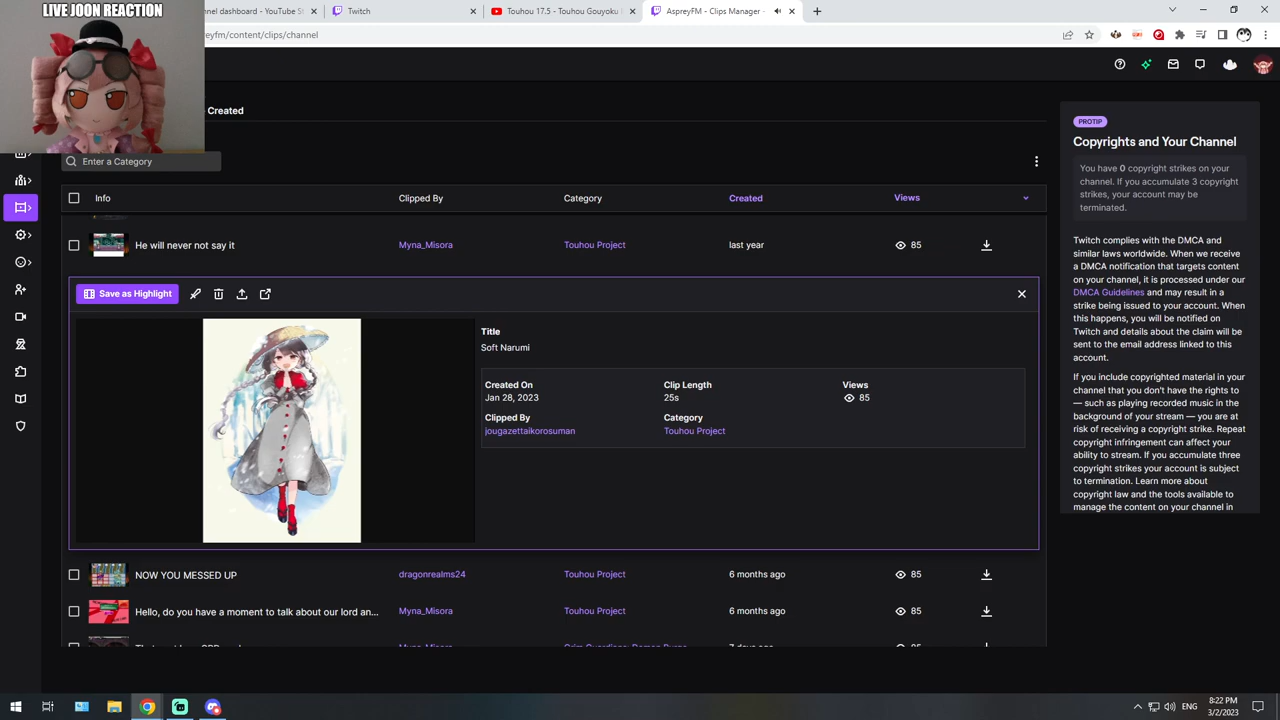 LIVE JOON REACTION
nnel dashboard - YouTube S
Twitch
Touhou 17.5 - Touhou Gouyoku
AspreyFM - Clips Manager -
eyfm/content/clips/channel
Created
Enter a Category
Info
Clipped By
Category
Created
Views
He will never not say it
Myna_Misora
Touhou Project
last year
85
Save as Highlight
Title
Soft Narumi
Created On
Clip Length
Views
Jan 28, 2023
25s
85
Clipped By
Category
jougazettaikorosuman
Touhou Project
NOW YOU MESSED UP
dragonrealms24
Touhou Project
6 months ago
85
Hello, do you have a moment to talk about our lord an...
Myna_Misora
Touhou Project
6 months ago
85
PROTIP
Copyrights and Your Channel
You have 0 copyright strikes on your
channel. If you accumulate 3 copyright
strikes, your account may be
terminated.
Twitch complies with the DMCA and
similar laws worldwide. When we receive
a DMCA notification that targets content
on your channel, it is processed under our
DMCA Guidelines and may result in a
strike being issued to your account. When
this happens, you will be notified on
Twitch and details about the claim will be
sent to the email address linked to this
account.
If you include copyrighted material in your
channel that you don't have the rights to
— such as playing recorded music in the
background of your stream — you are at
risk of receiving a copyright strike. Repeat
copyright infringement can affect your
ability to stream. If you accumulate three
copyright strikes your account is subject
to termination. Learn more about
copyright law and the tools available to
manage the content on your channel in
ENG
8:22 PM
3/2/2023